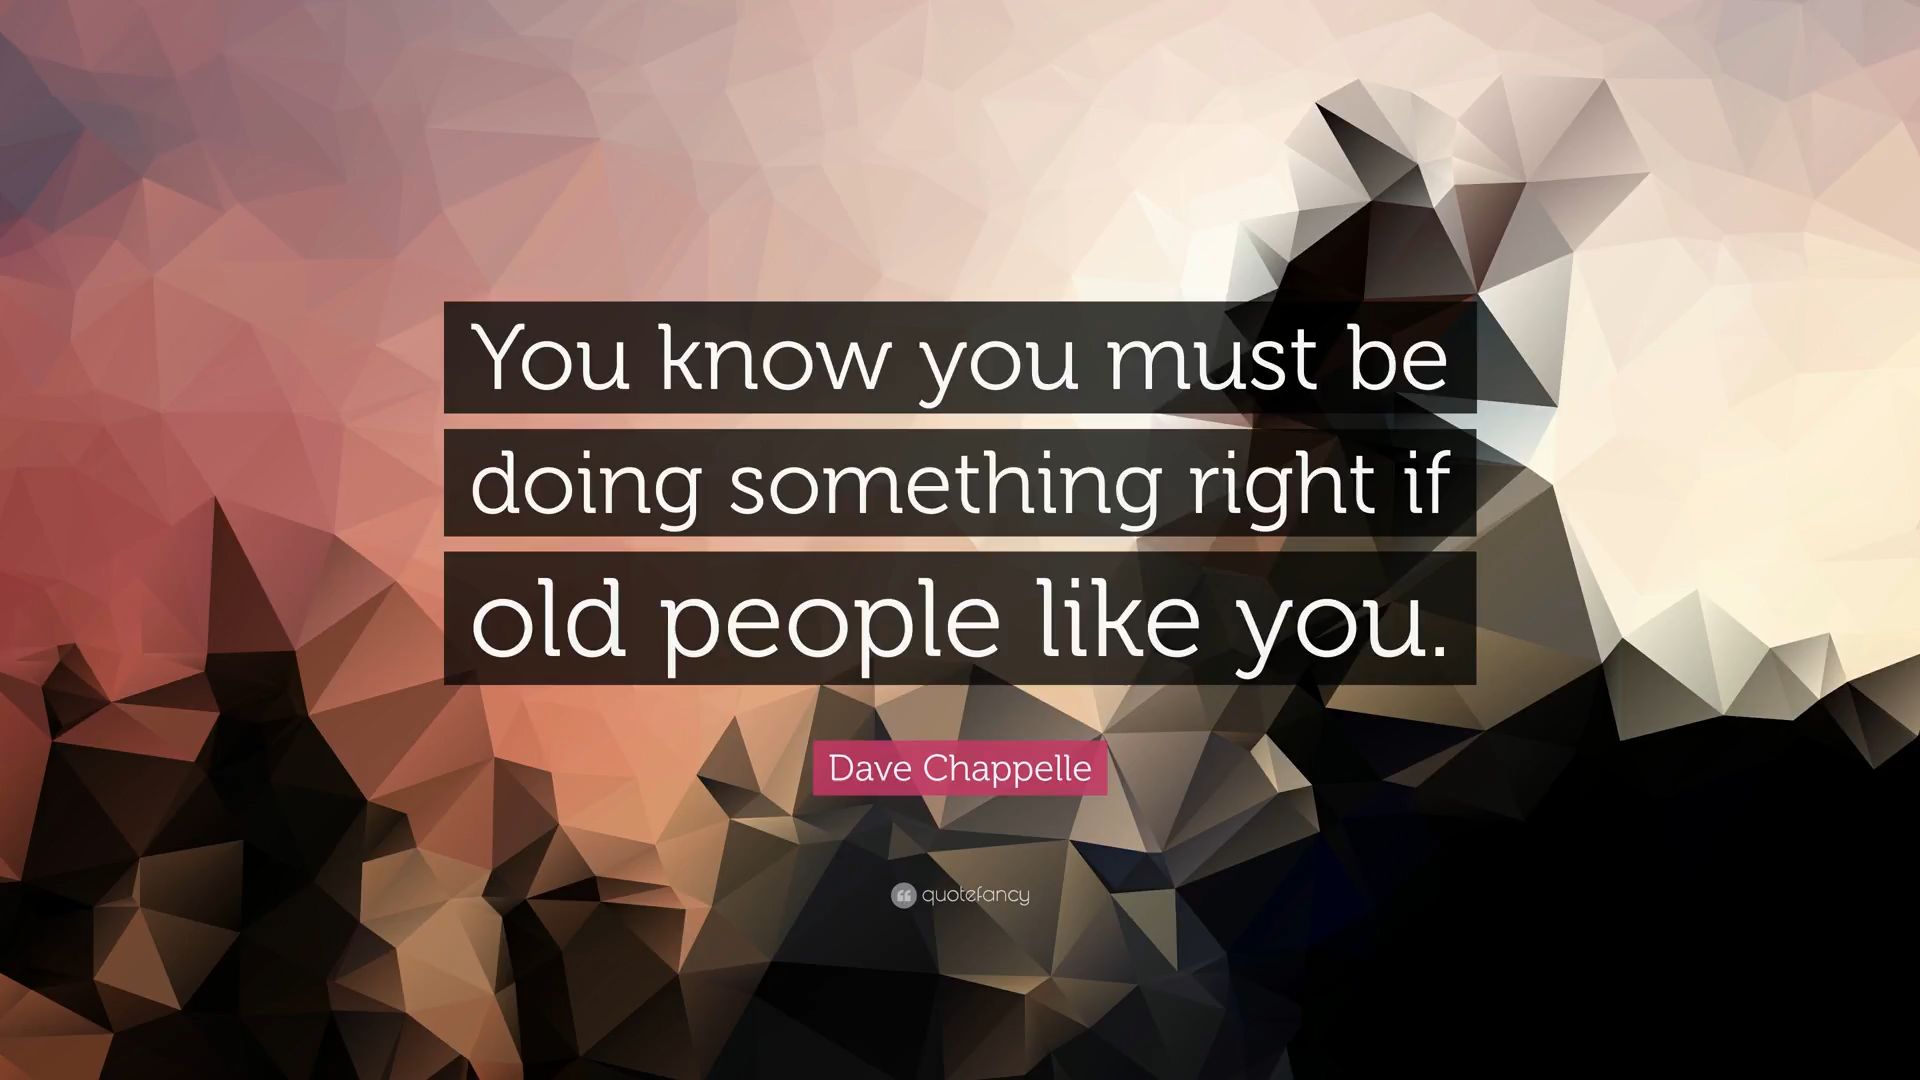 You know you must be
doing something right if
old people like you.
Dave Chappelle
quotefancy